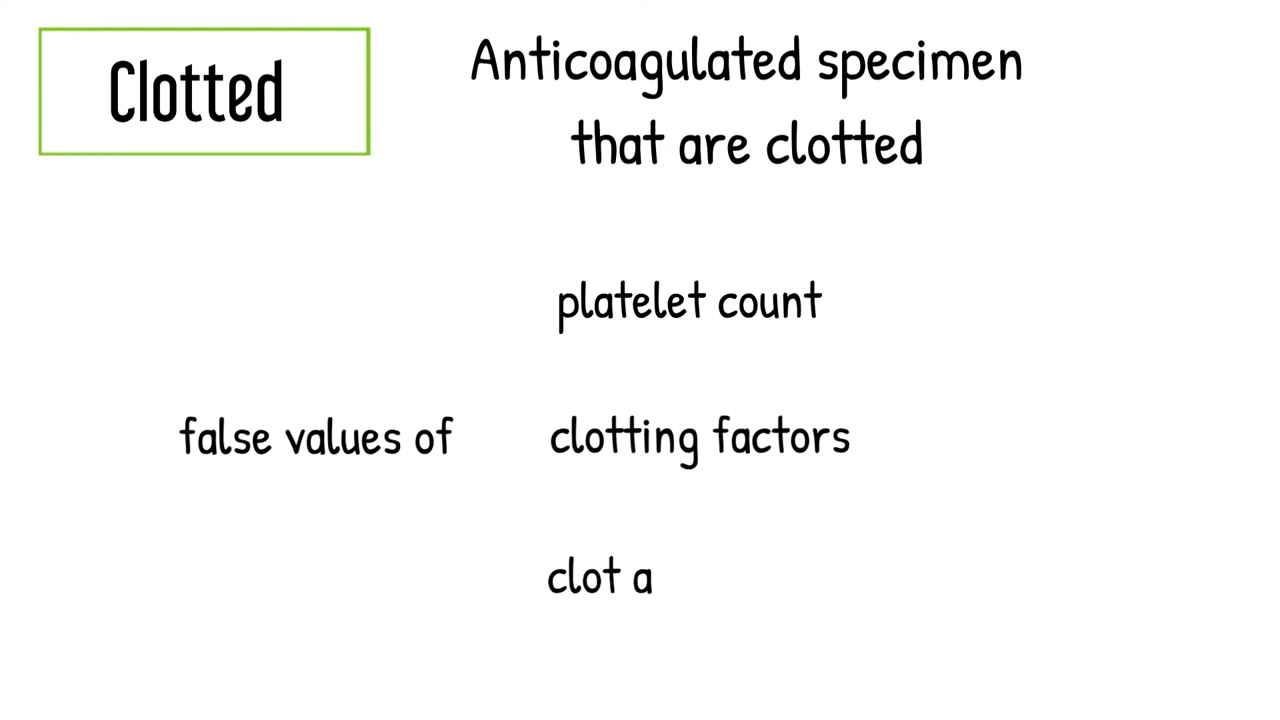 Clotted
Anticoagulated specimen
that are clotted
platelet count
false values of
clotting factors
clot a